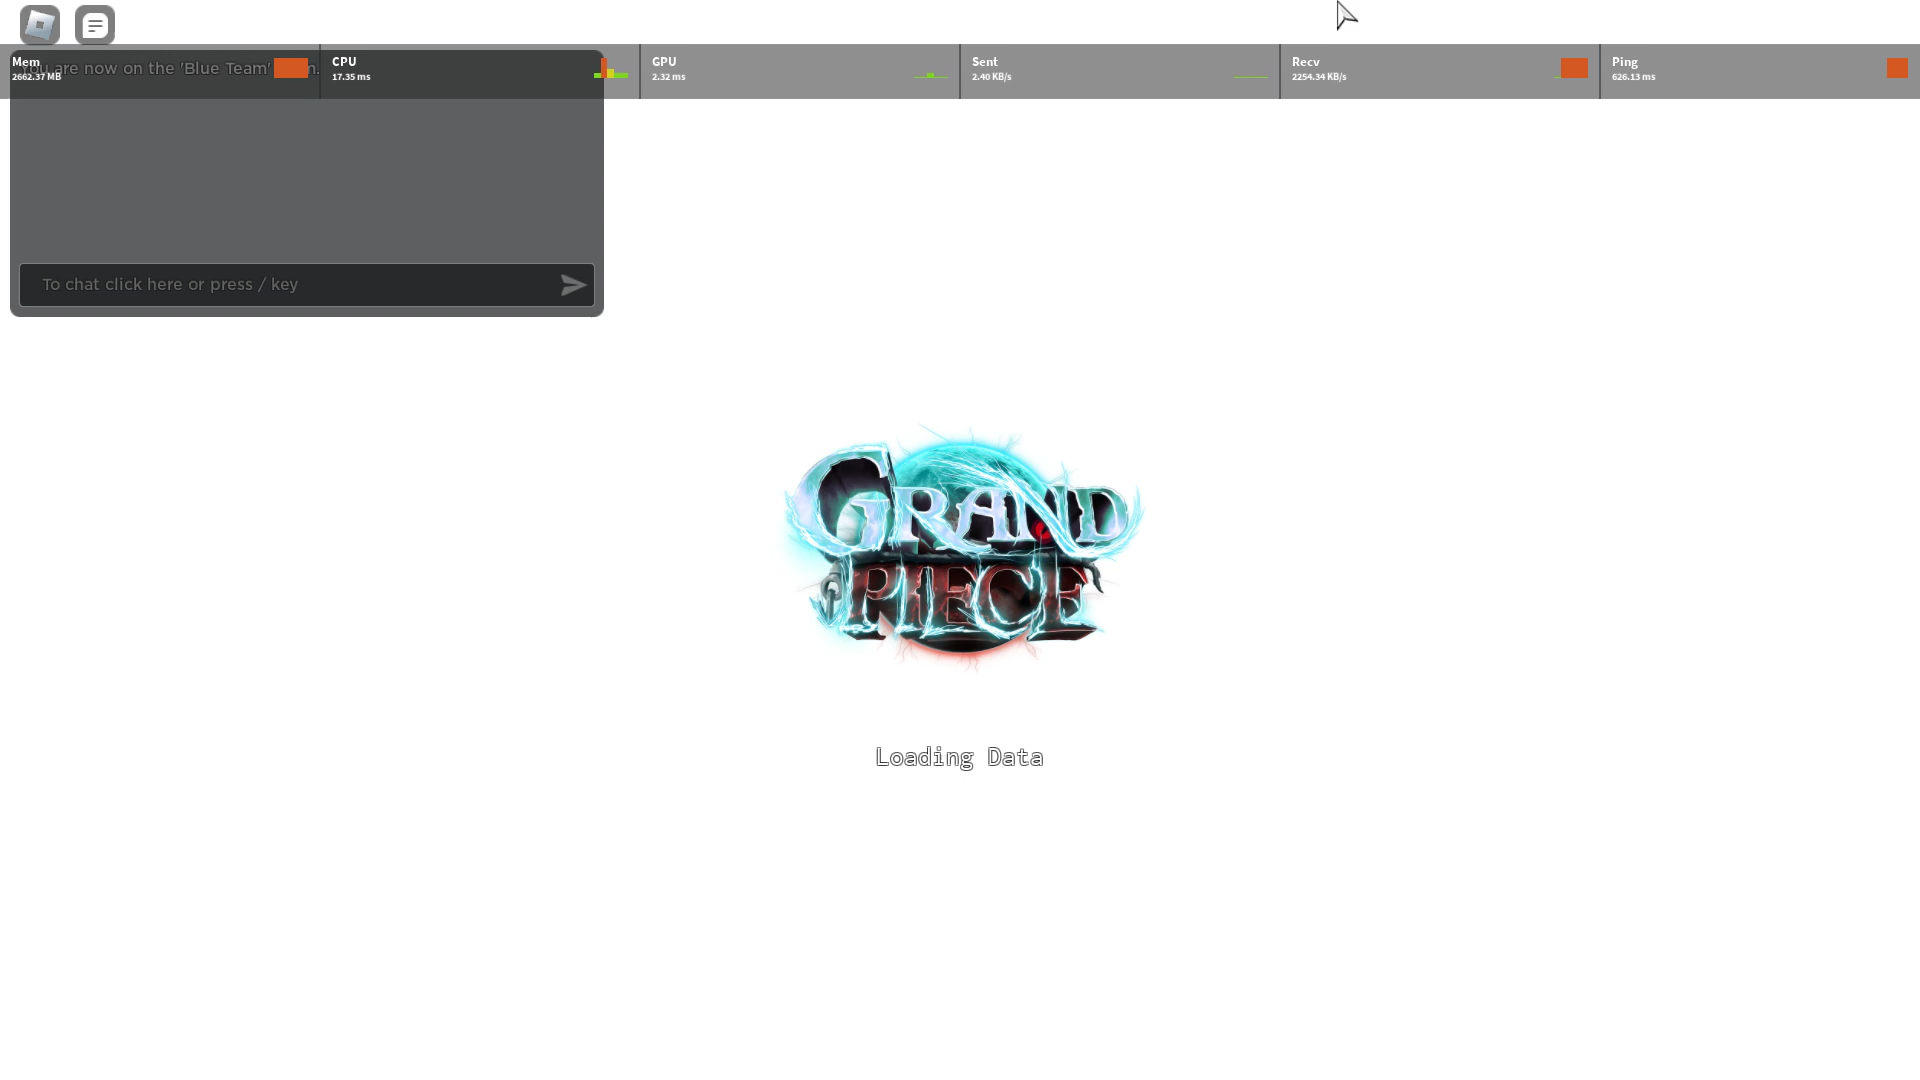 Mem
2662.37 MB
CPU
17.35 ms
GPU
2.32 ms
Sent
2.40 KB/s
Recv
2254.34 KB/s
Ping
626.13 ms
You are now on the 'Blue Team'
To chat click here or press / key
GRAND
PIECE
Loading Data